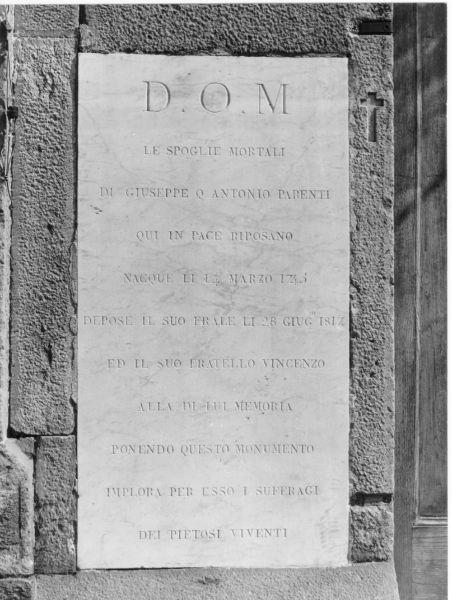 D.O.M
LE SPOGLIE MORTALI
DI GIUSEPPE Q ANTONIO PARENTI
QUI IN PACE RIPOSANO
NACQUE LI MARZO
DEPOSE IL SUO FRALE LI 28 GIUG 1817
ED IL SUO FRATELLO VINCENZO
ALLA DI LUI MEMORIA
PONENDO QUESTO MONUMENTO
IMPLORA PER ESSO I SUFFRAGI
DEI PIETOSI VIVENTI